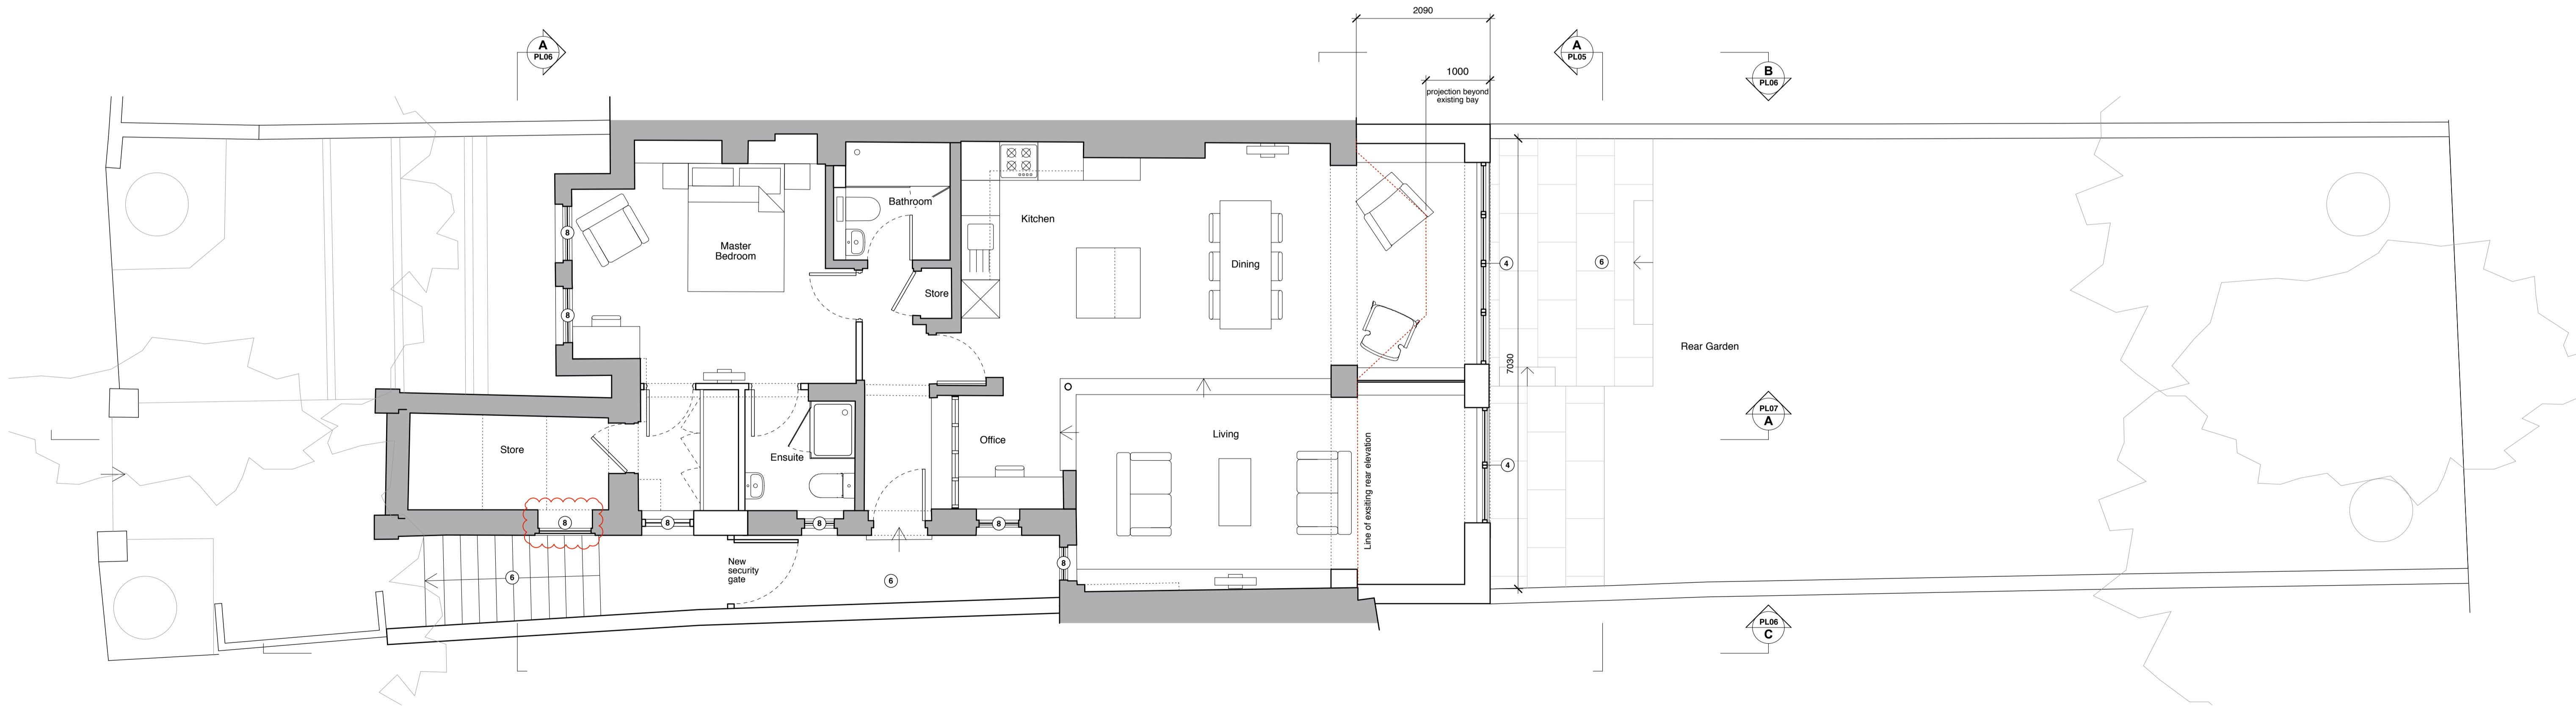 2090
A
PL06
A
PL05
B
PL06
1000
projection beyond
existing bay
Bathroom
Kitchen
8
Master
Bedroom
Dining
4
6
Store
8
Rear Garden
7030
PL07
A
Living
Office
Store
Ensuite
Line of exsiting rear elevation
4
8
8
8
8
8
New
security
gate
6
6
PL06
C